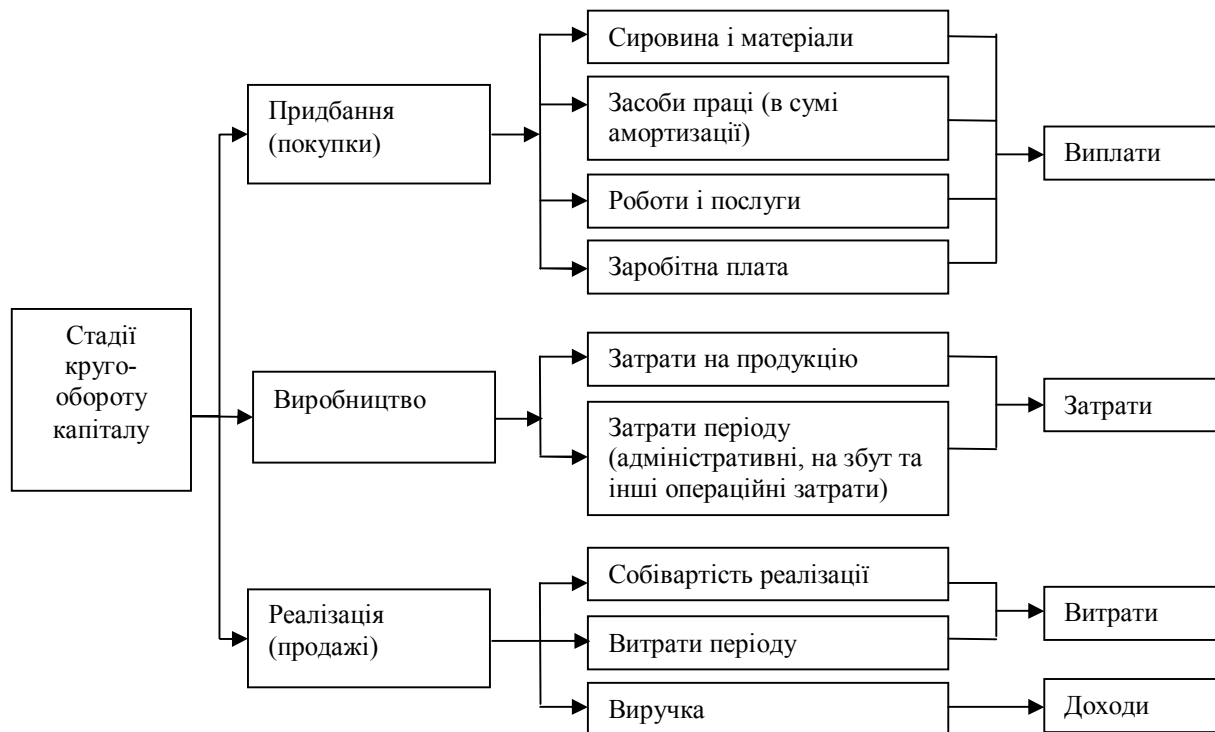 Сировина і матеріали
Придбання
(покупки)
Засоби праці (в сумі
амортизації)
Виплати
Роботи і послуги
Заробітна плата
Стадії
круго-
обороту
капіталу
Виробництво
Затрати на продукцію
Затрати періоду
(адміністративні, на збут та
інші операційні затрати)
Затрати
Реалізація
(продажі)
Собівартість реалізації
Витрати періоду
Витрати
Виручка
Доходи